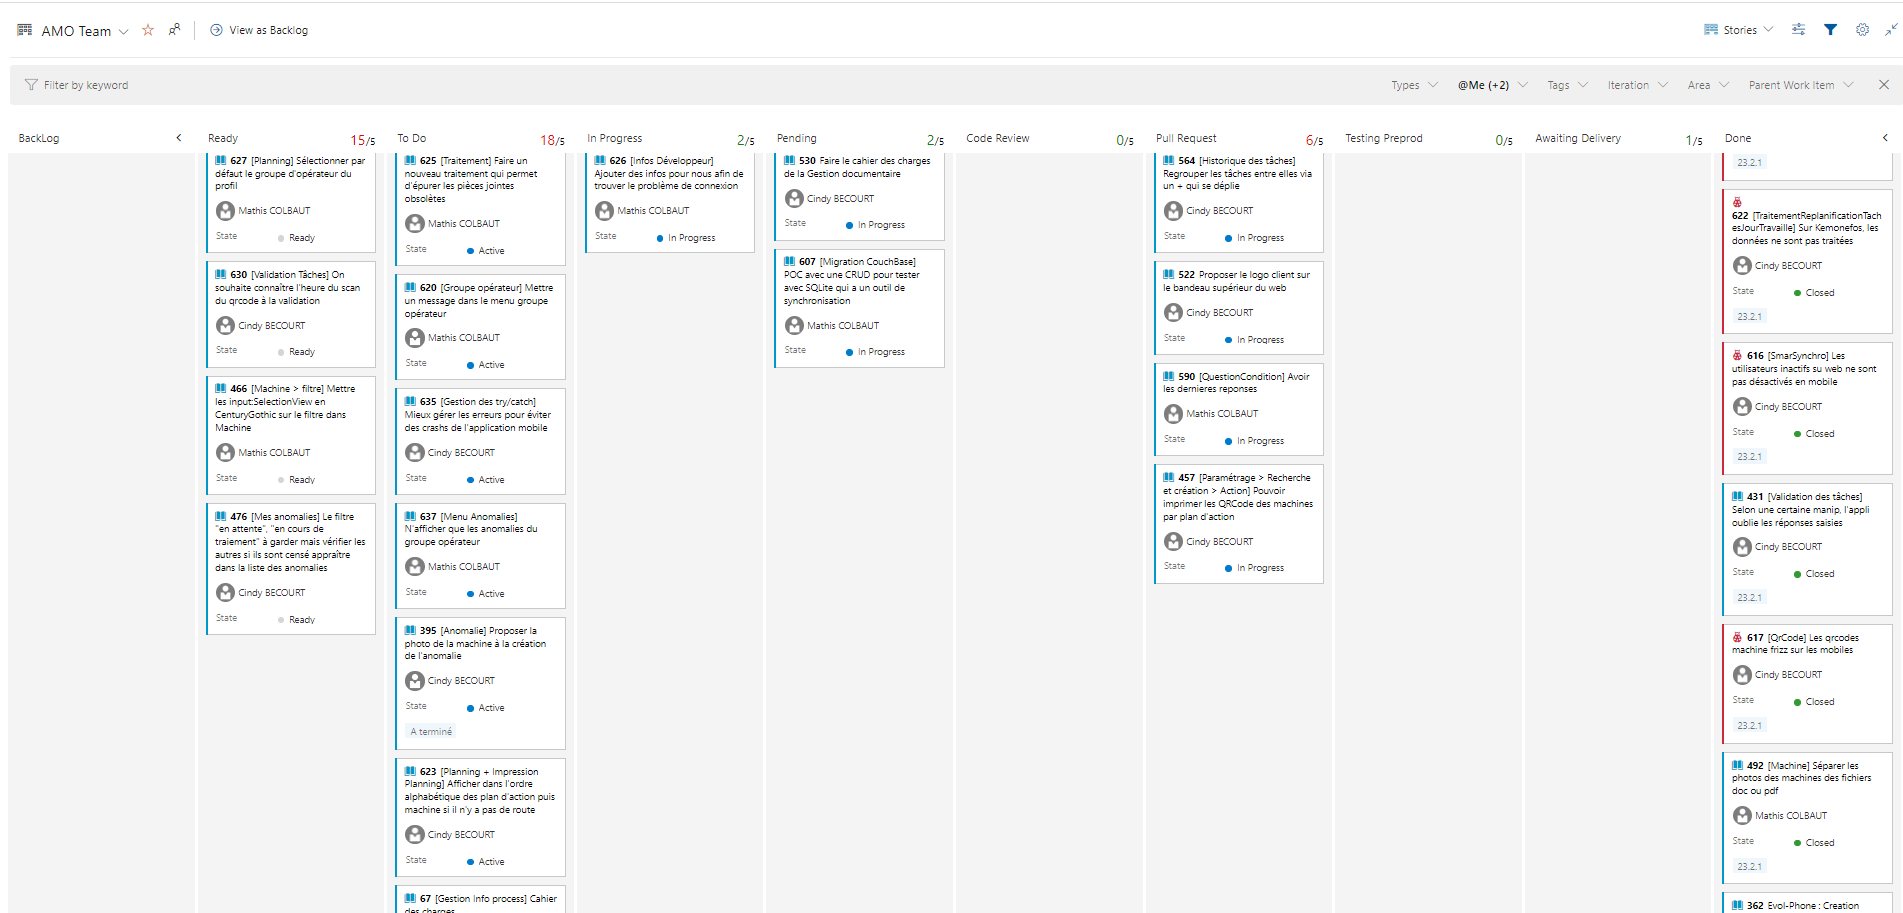 AMO Team
View as Backlog
Stories
Filter by keyword
Types
@Me (+2)
Tags
Iteration
Area
Parent Work Item
BackLog
Ready
15/5
To Do
18/5
In Progress
2/5
Pending
2/5
Code Review
0/5
Pull Request
6/5
Testing Preprod
0/5
Awaiting Delivery
1/5
Done
627 [Planning] Sélectionner par
défaut le groupe d'opérateur du
profil
Mathis COLBAUT
State
Ready
630 [Validation Tâches] On
souhaite connaître l'heure du scan
du qrcode à la validation
Cindy BECOURT
State
Ready
466 [Machine > filtre] Mettre
les input:SelectionView en
CenturyGothic sur le filtre dans
Machine
Mathis COLBAUT
State
Ready
476 [Mes anomalies] Le filtre
"en attente", "en cours de
traiement" à garder mais vérifier les
autres si ils sont censé appraître
dans la liste des anomalies
Cindy BECOURT
State
Ready
625 [Traitement] Faire un
nouveau traitement qui permet
d'épurer les pièces jointes
obsolètes
Mathis COLBAUT
State
Active
620 [Groupe opérateur] Mettre
un message dans le menu groupe
opérateur
Mathis COLBAUT
State
Active
635 [Gestion des try/catch]
Mieux gérer les erreurs pour éviter
des crashs de l'application mobile
Cindy BECOURT
State
Active
637 [Menu Anomalies]
N'afficher que les anomalies du
groupe opérateur
Mathis COLBAUT
State
Active
395 [Anomalie] Proposer la
photo de la machine à la création
de l'anomalie
Cindy BECOURT
State
Active
A terminé
623 [Planning + Impression
Planning] Afficher dans l'ordre
alphabétique des plan d'action puis
machine si il n'y a pas de route
Cindy BECOURT
State
Active
67 [Gestion Info process] Cahier
des charges
626 [Infos Développeur]
Ajouter des infos pour nous afin de
trouver le problème de connexion
Mathis COLBAUT
State
In Progress
530 Faire le cahier des charges
de la Gestion documentaire
Cindy BECOURT
State
In Progress
607 [Migration CouchBase]
POC avec une CRUD pour tester
avec SQLite qui a un outil de
synchronisation
Mathis COLBAUT
State
In Progress
564 [Historique des tâches]
Regrouper les tâches entre elles via
un + qui se déplie
Cindy BECOURT
State
In Progress
522 Proposer le logo client sur
le bandeau supérieur du web
Cindy BECOURT
State
In Progress
590 [QuestionCondition] Avoir
les dernieres reponses
Mathis COLBAUT
State
In Progress
457 [Paramétrage > Recherche
et création > Action] Pouvoir
imprimer les QRCode des machines
par plan d'action
Cindy BECOURT
State
In Progress
23.2.1
622 [TraitementReplanificationTach
esJourTravaille] Sur Kemonefos, les
données ne sont pas traitées
Cindy BECOURT
State
Closed
23.2.1
616 [SmarSynchro] Les
utilisateurs inactifs su web ne sont
pas désactivés en mobile
Cindy BECOURT
State
Closed
23.2.1
431 [Validation des tâches]
Selon une certaine manip, l'appli
oublie les réponses saisies
Cindy BECOURT
State
Closed
23.2.1
617 [QrCode] Les qrcodes
machine frizz sur les mobiles
Cindy BECOURT
State
Closed
23.2.1
492 [Machine] Séparer les
photos des machines des fichiers
doc ou pdf
Mathis COLBAUT
State
Closed
23.2.1
362 Evol-Phone : Creation